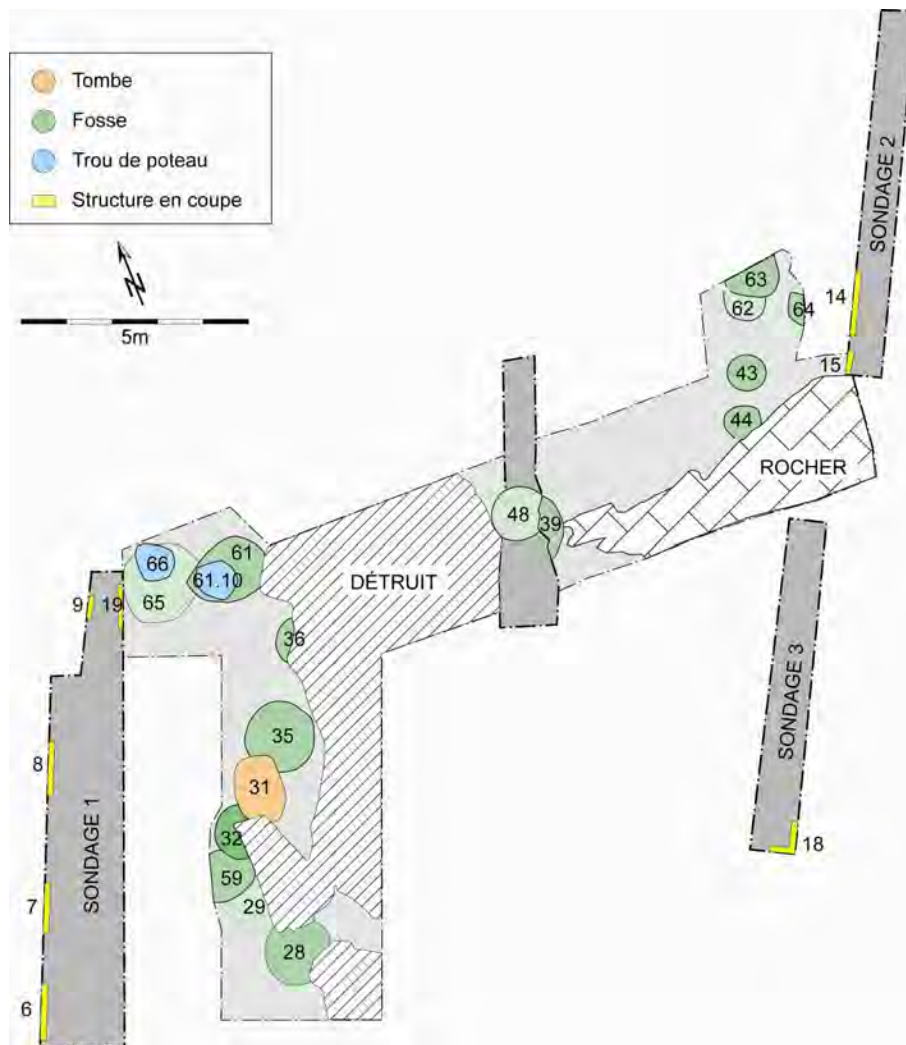 Tombe
Fosse
Trou de poteau
Structure en coupe
N
5m
SONDAGE 2
63
62
64
14
43
15
44
ROCHER
48
39
61
66
61.10
DÉTRUIT
9
19
65
36
SONDAGE 3
35
8
31
32
18
59
SONDAGE 1
29
7
28
6